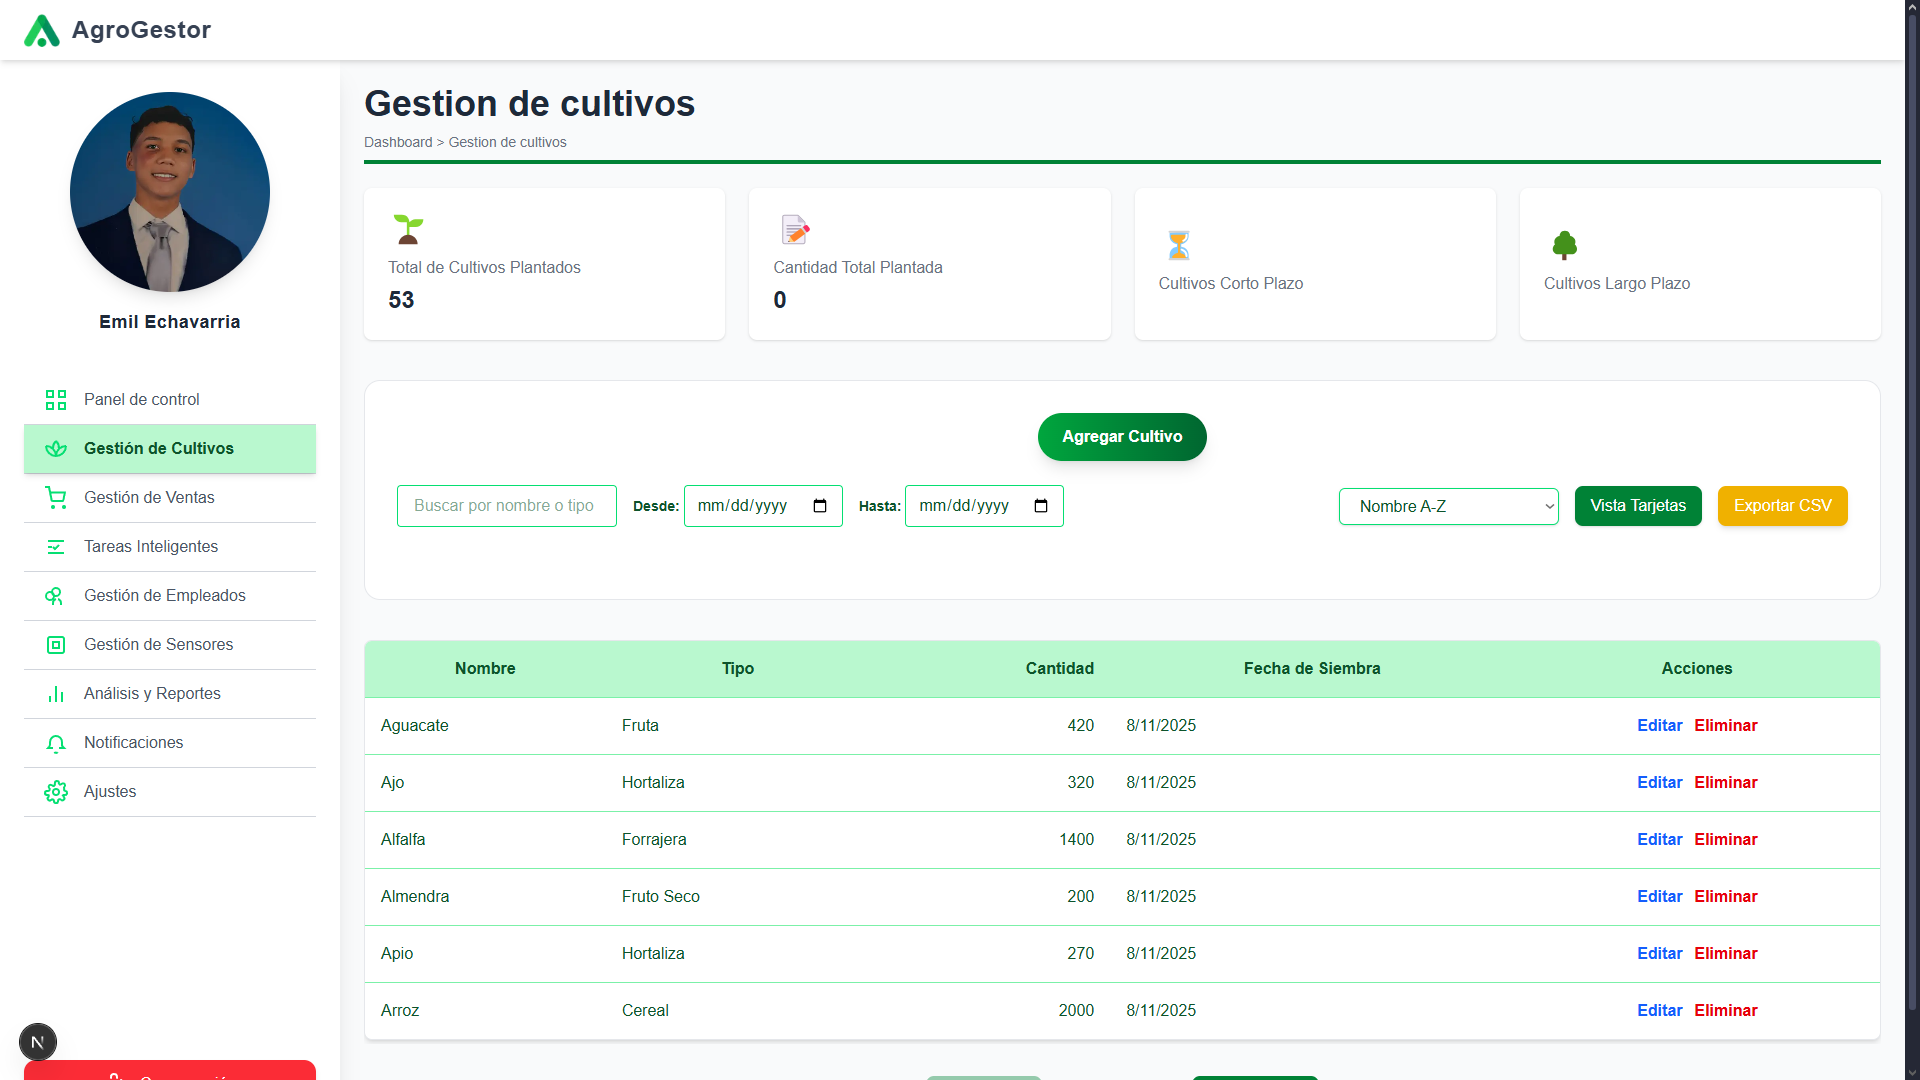 AgroGestor
Emil Echavarria
Panel de control
Gestión de Cultivos
Gestión de Ventas
Tareas Inteligentes
Gestión de Empleados
Gestión de Sensores
Análisis y Reportes
Notificaciones
Ajustes
N
Gestion de cultivos
Dashboard > Gestion de cultivos
Total de Cultivos Plantados
53
Cantidad Total Plantada
0
Cultivos Corto Plazo
Cultivos Largo Plazo
Agregar Cultivo
Buscar por nombre o tipo Desde: mm/dd/yyyy Hasta: mm/dd/yyyy Nombre A-Z Vista Tarjetas Exportar CSV
Nombre Tipo Cantidad Fecha de Siembra Acciones
Aguacate Fruta 420 8/11/2025 Editar Eliminar
Ajo Hortaliza 320 8/11/2025 Editar Eliminar
Alfalfa Forrajera 1400 8/11/2025 Editar Eliminar
Almendra Fruto Seco 200 8/11/2025 Editar Eliminar
Apio Hortaliza 270 8/11/2025 Editar Eliminar
Arroz Cereal 2000 8/11/2025 Editar Eliminar